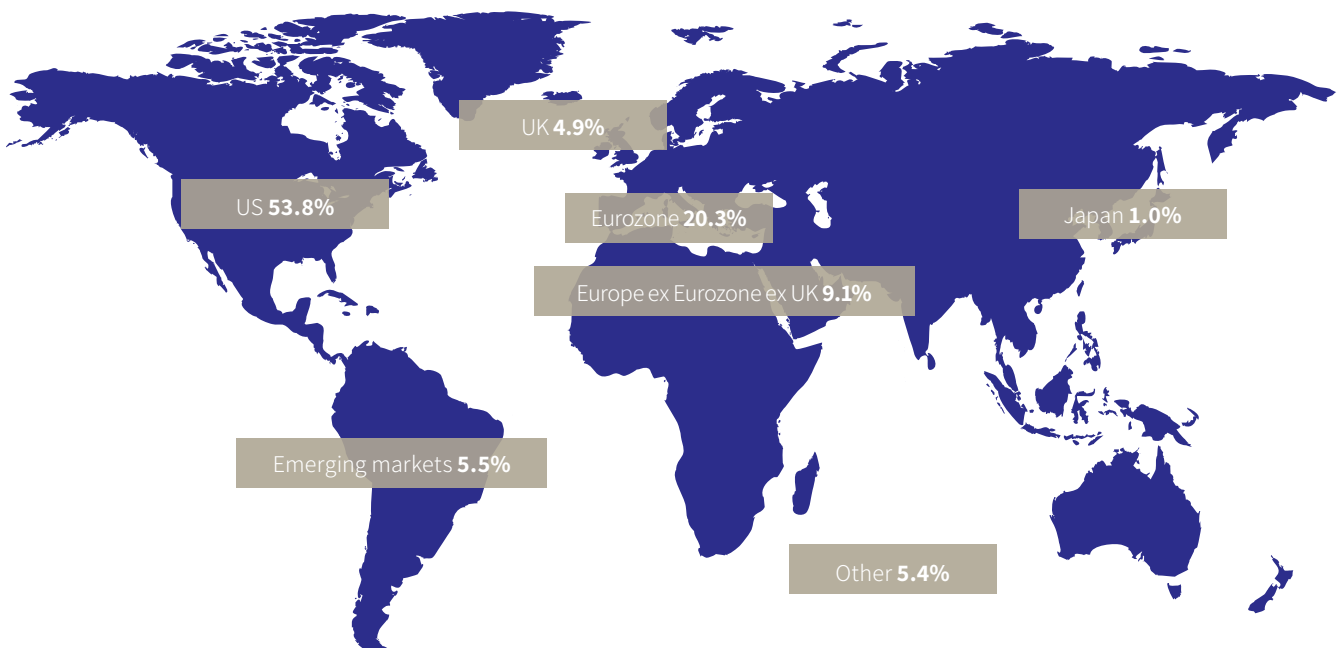 UK 4.9%
US 53.8%
Eurozone 20.3%
Japan 1.0%
Europe ex Eurozone ex UK 9.1%
Emerging markets 5.5%
Other 5.4%